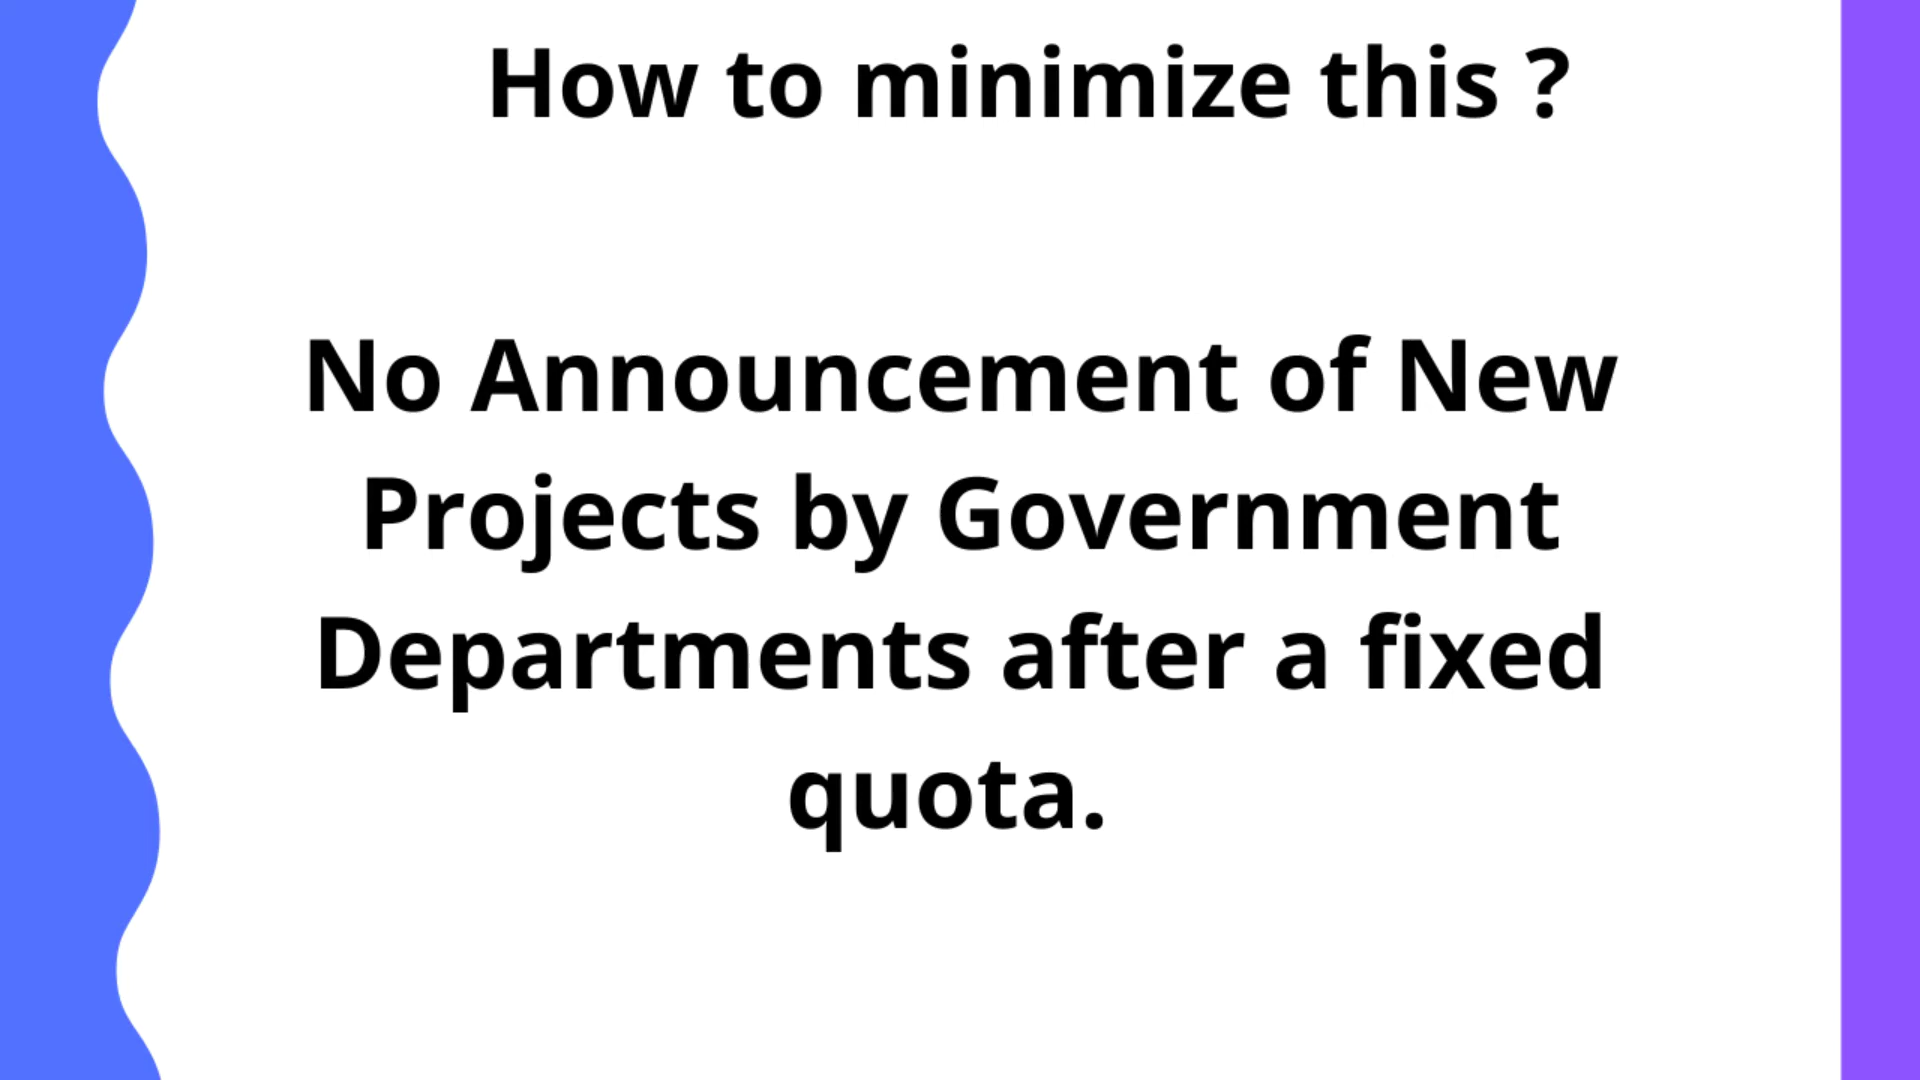 How to minimize this ?
No Announcement of New
Projects by Government
Departments after a fixed
quota.